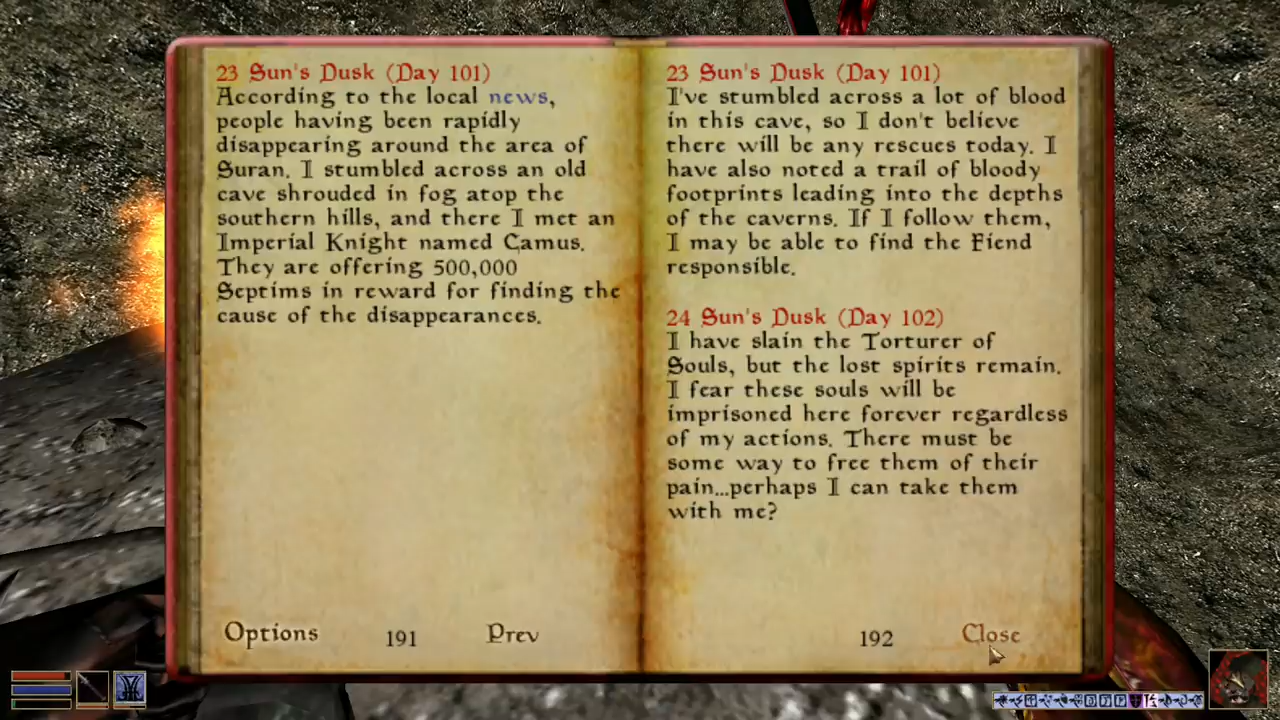 23 Sun's Dusk (Day 101)
According to the local news,
people having been rapidly
disappearing around the area of
Suran. I stumbled across an old
cave shrouded in fog atop the
southern hills, and there I met an
Imperial Knight named Camus.
They are offering 500,000
Septims in reward for finding the
cause of the disappearances.
23 Sun's Dusk (Day 101)
I've stumbled across a lot of blood
in this cave, so I don't believe
there will be any rescues today. I
have also noted a trail of bloody
footprints leading into the depths
of the caverns. If I follow them,
I may be able to find the Fiend
responsible.
24 Sun's Dusk (Day 102)
I have slain the Torturer of
Souls, but the lost spirits remain.
I fear these souls will be
imprisoned here forever regardless
of my actions. There must be
some way to free them of their
pain...perhaps I can take them
with me?
Options 191 Prev 192 Close